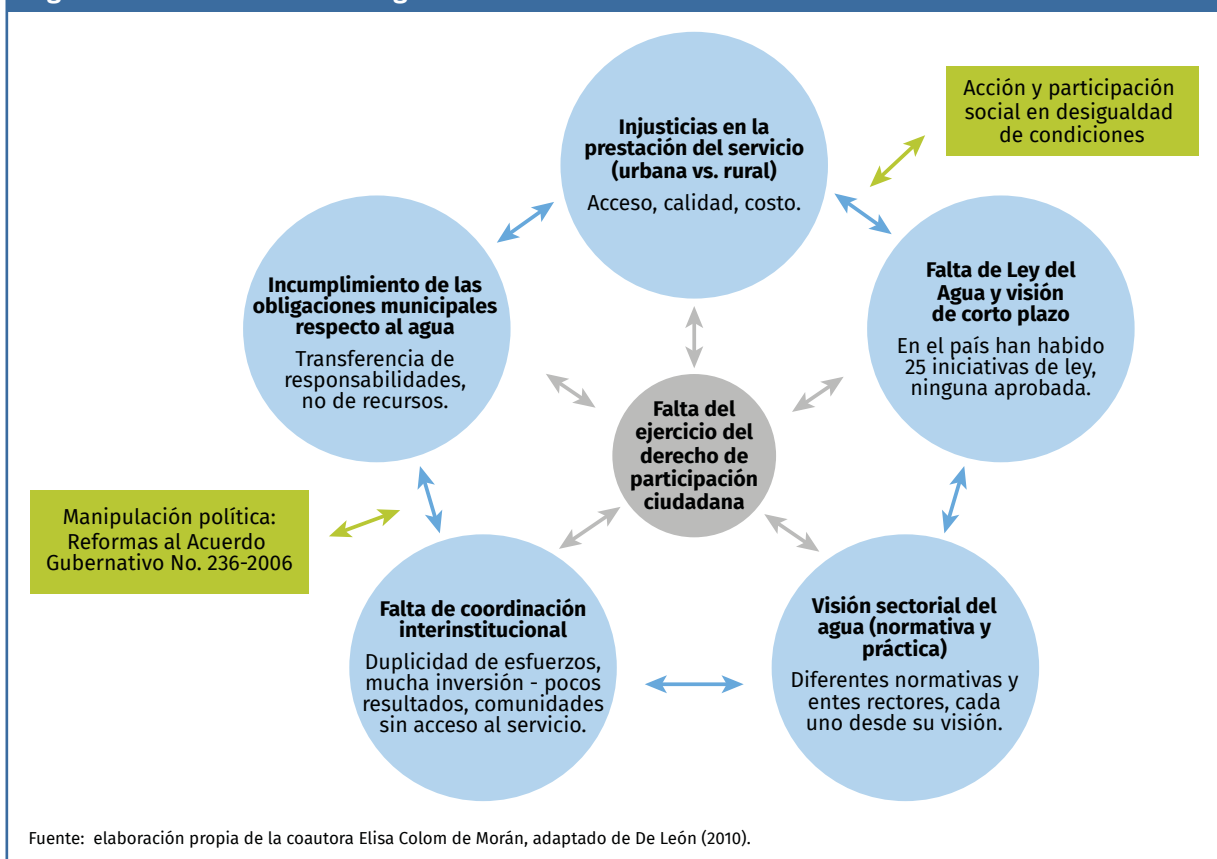 Injusticias en la
prestación del servicio
(urbana vs. rural)
Acceso, calidad, costo.
Acción y participación
social en desigualdad
de condiciones
Incumplimiento de las
obligaciones municipales
respecto al agua
Transferencia de
responsabilidades,
no de recursos.
Falta de Ley del
Agua y visión
de corto plazo
En el país han habido
25 iniciativas de ley,
ninguna aprobada.
Falta del
ejercicio del
derecho de
participación
ciudadana
Manipulación política:
Reformas al Acuerdo
Gubernativo No. 236-2006
Falta de coordinación
interinstitucional
Duplicidad de esfuerzos,
mucha inversión - pocos
resultados, comunidades
sin acceso al servicio.
Visión sectorial del
agua (normativa y
práctica)
Diferentes normativas y
entes rectores, cada
uno desde su visión.
Fuente: elaboración propia de la coautora Elisa Colom de Morán, adaptado de De León (2010).